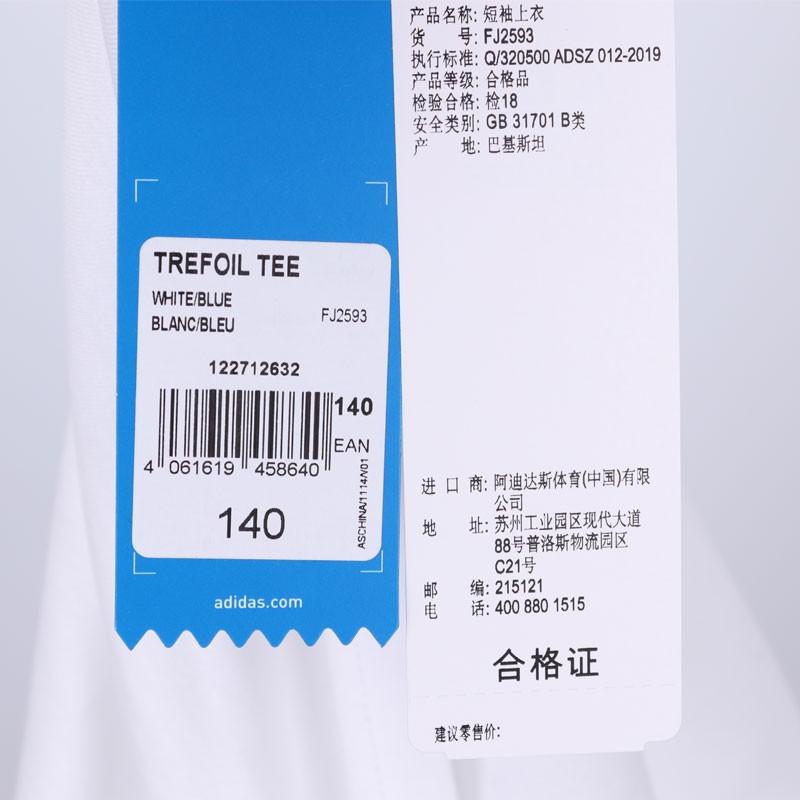 TREFOIL TEE
WHITE/BLUE
BLANC/BLEU
FJ2593
122712632
140
EAN
4 061619 458640
ASCHINA/1114/V01
140
adidas.com
产品名称: 短袖上衣
货 号: FJ2593
执行标准: Q/320500 ADSZ 012-2019
产品等级: 合格品
检验合格: 检18
安全类别: GB 31701 B类
产 地: 巴基斯坦
进 口 商: 阿迪达斯体育(中国)有限
公司
地 址: 苏州工业园区现代大道
88号普洛斯物流园区
C21号
邮 编: 215121
电 话: 400 880 1515
合格证
建议零售价: